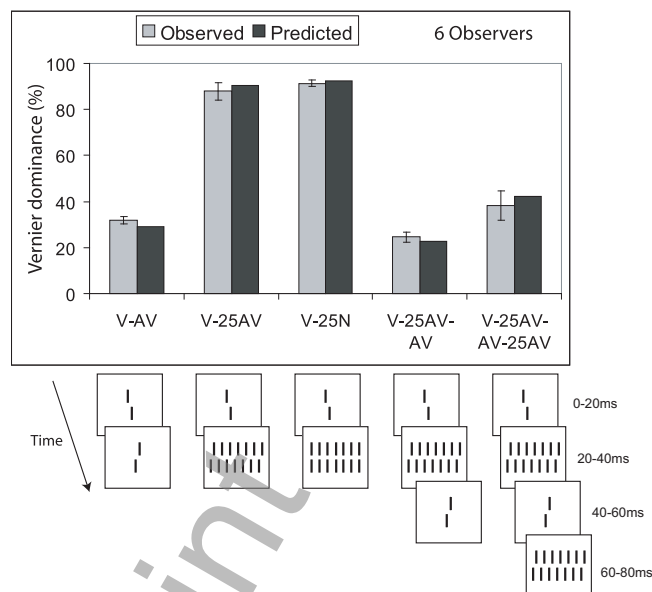 Observed Predicted 6 Observers
Vernier dominance (%)
100
80
60
40
20
0
V-AV V-25AV V-25N V-25AV- V-25AV-
AV AV-25AV
Time
0-20ms
20-40ms
40-60ms
60-80ms
int